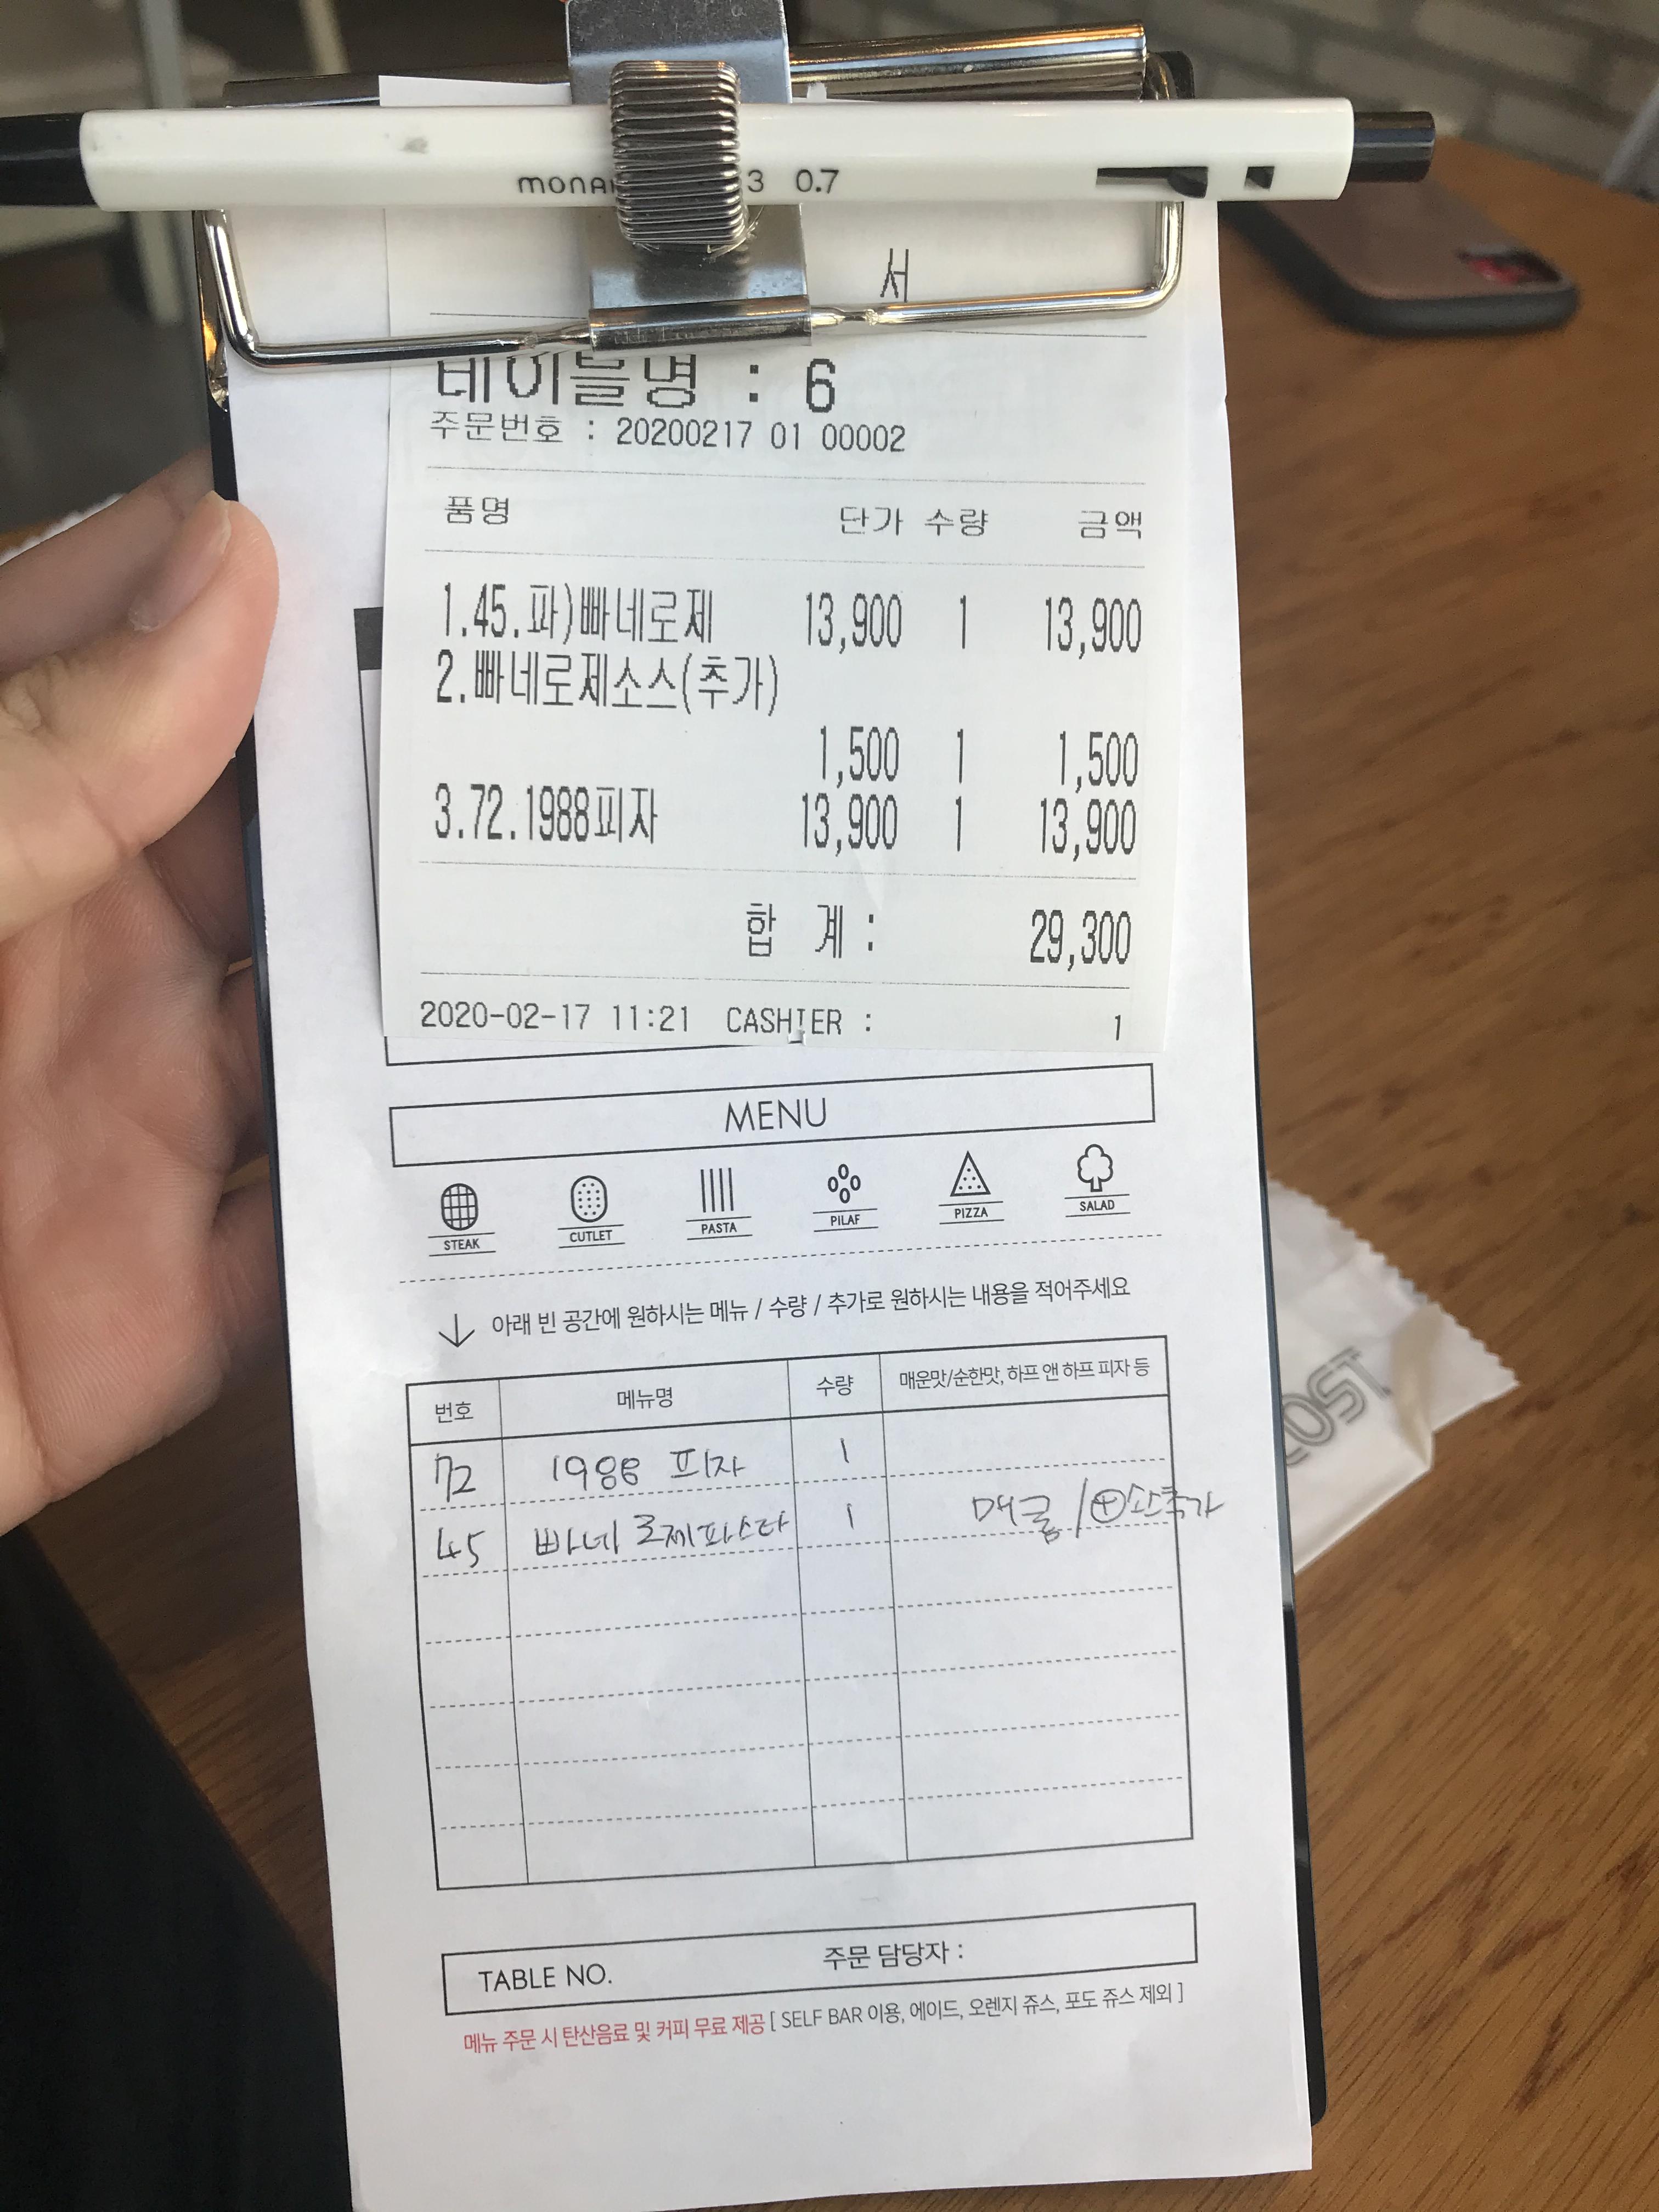 0.7
서
테이블명 : 6
주문번호 : 20200217 01 00002
품명 단가 수량 금액
1.45.파)빠네로제 13,900 1 13,900
2.빠네로제소스(추가)
1,500 1 1,500
3.72.1988피자 13,900 1 13,900
합 계 : 29,300
2020-02-17 11:21 CASHIER : 1
MENU
STEAK CUTLET PASTA PILAF PIZZA SALAD
↓ 아래 빈 공간에 원하시는 메뉴 / 수량 / 추가로 원하시는 내용을 적어주세요
번호 메뉴명 수량 매운맛/순한맛, 하프 앤 하프 피자 등
72 1988 피자 1
45 빠네 로제파스타 1 매콤 / ⊕소스추가
TABLE NO. 주문 담당자 :
메뉴 주문 시 탄산음료 및 커피 무료 제공 [ SELF BAR 이용, 에이드, 오렌지 쥬스, 포도 쥬스 제외 ]